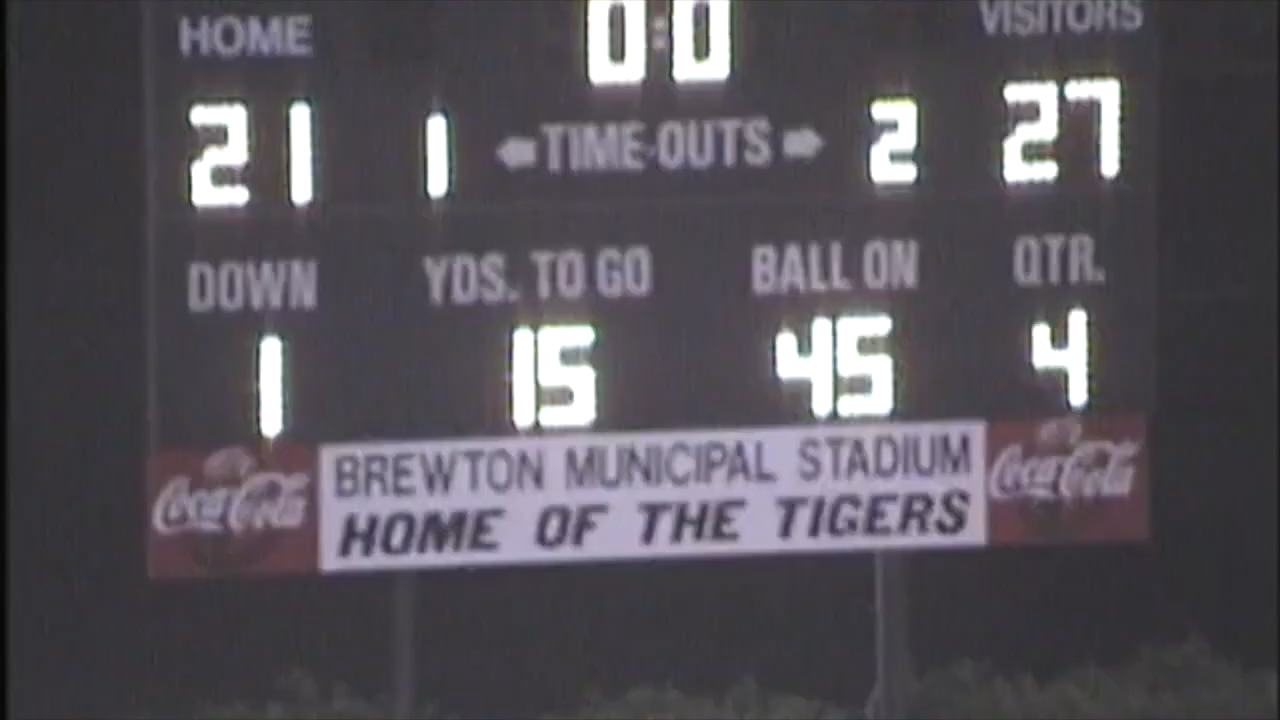 0:0
HOME VISITORS
21 1 TIME-OUTS 2 27
DOWN YDS. TO GO BALL ON QTR.
1 15 45 4
Coca-Cola BREWTON MUNICIPAL STADIUM Coca-Cola
HOME OF THE TIGERS